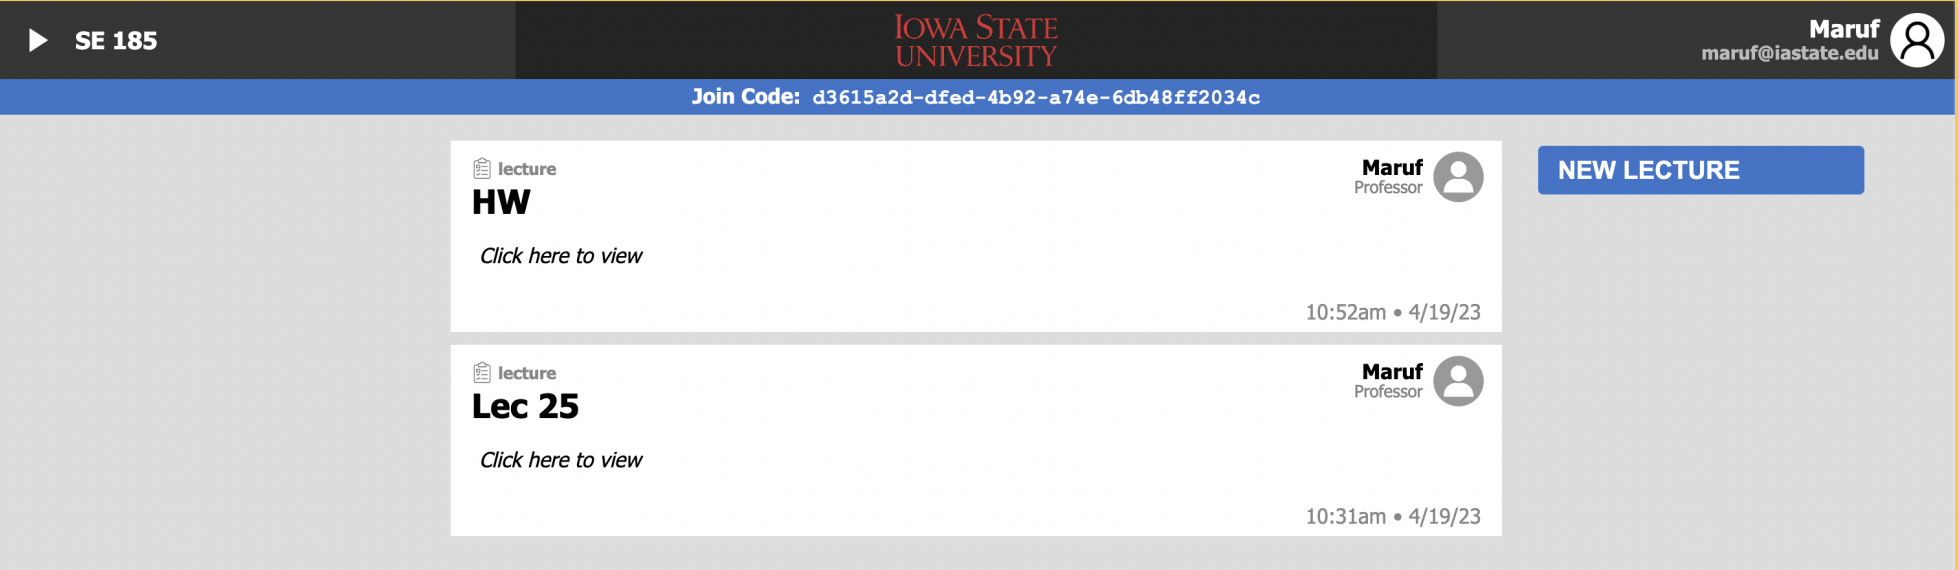 SE 185
IOWA STATE
UNIVERSITY
Maruf
maruf@iastate.edu
Join Code: d3615a2d-dfed-4b92-a74e-6db48ff2034c
lecture
HW
Click here to view
Maruf
Professor
10:52am • 4/19/23
NEW LECTURE
lecture
Lec 25
Click here to view
Maruf
Professor
10:31am • 4/19/23